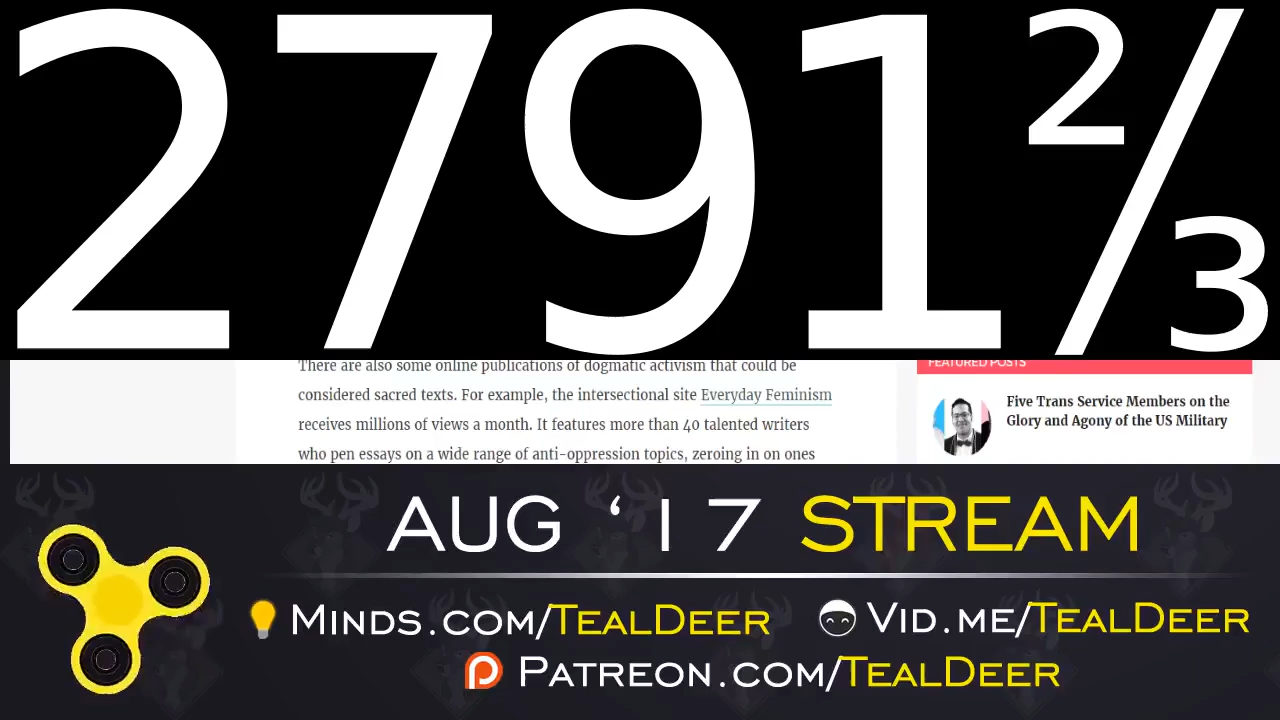 2791⅔
There are also some online publications of dogmatic activism that could be
considered sacred texts. For example, the intersectional site Everyday Feminism
receives millions of views a month. It features more than 40 talented writers
who pen essays on a wide range of anti-oppression topics, zeroing in on ones
FEATURED POSTS
Five Trans Service Members on the
Glory and Agony of the US Military
AUG ‘17 STREAM
MINDS.COM/TEALDEER
VID.ME/TEALDEER
PATREON.COM/TEALDEER